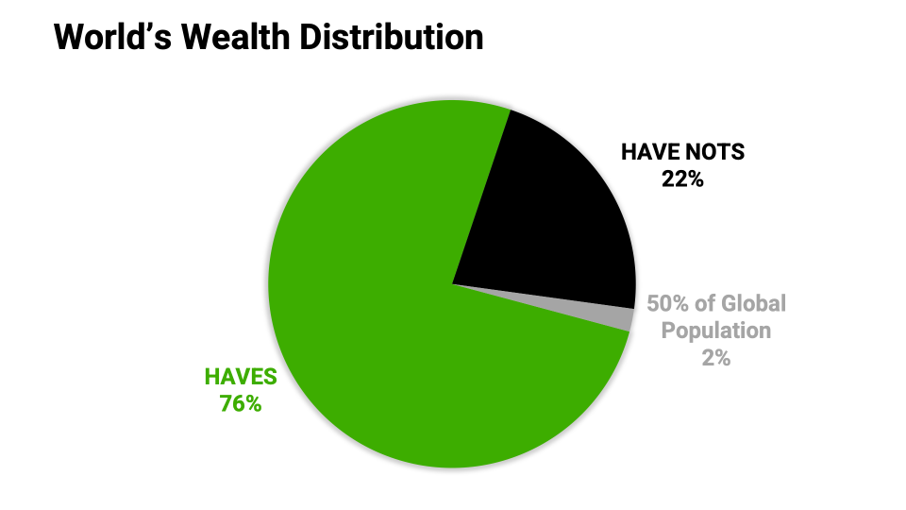 World’s Wealth Distribution
HAVE NOTS
22%
50% of Global
Population
2%
HAVES
76%